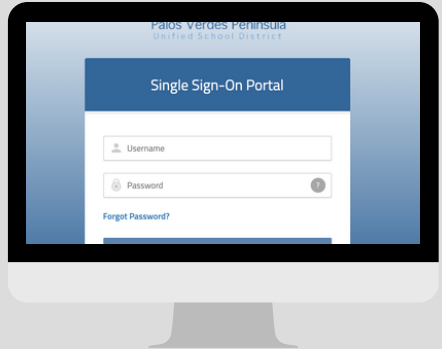 Palos Verdes Peninsula
Unified School District
Single Sign-On Portal
Username
Password
?
Forgot Password?